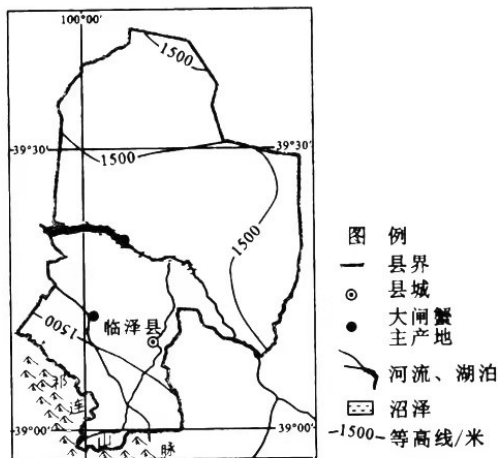 100°00′
1500
39°30′
39°30′
1500
1500
临泽县
1500
祁
连
山
脉
39°00′
39°00′
图 例
县界
县城
大闸蟹
主产地
河流、湖泊
沼泽
-1500- 等高线/米